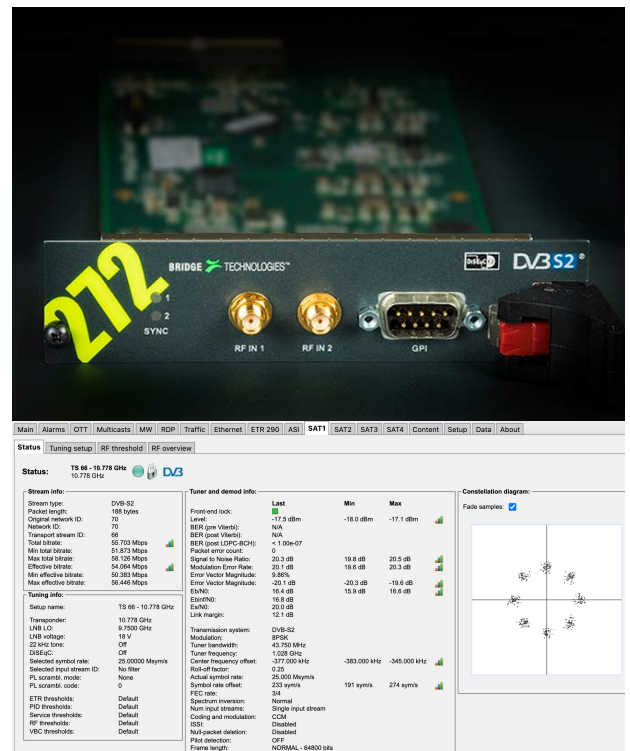 272
BRIDGE TECHNOLOGIES™
DiSEqC
DVB S2®
1
2
SYNC
RF IN 1
RF IN 2
GPI
Main Alarms OTT Multicasts MW RDP Traffic Ethernet ETR 290 ASI SAT1 SAT2 SAT3 SAT4 Content Setup Data About
Status Tuning setup RF threshold RF overview
Status: TS 66 - 10.778 GHz
10.778 GHz
DVB
Stream info:
Stream type: DVB-S2
Packet length: 188 bytes
Original network ID: 70
Network ID: 70
Transport stream ID: 66
Total bitrate: 55.703 Mbps
Min total bitrate: 51.873 Mbps
Max total bitrate: 58.126 Mbps
Effective bitrate: 54.064 Mbps
Min effective bitrate: 50.383 Mbps
Max effective bitrate: 56.446 Mbps
Tuning info:
Setup name: TS 66 - 10.778 GHz
Transponder: 10.778 GHz
LNB LO: 9.7500 GHz
LNB voltage: 18 V
22 kHz tone: Off
DiSEqC: Off
Selected symbol rate: 25.00000 Msym/s
Selected input stream ID: No filter
PL scrambl. mode: None
PL scrambl. code: 0
ETR thresholds: Default
PID thresholds: Default
Service thresholds: Default
RF thresholds: Default
VBC thresholds: Default
Tuner and demod info:
Last Min Max
Front-end lock:
Level: -17.5 dBm -18.0 dBm -17.1 dBm
BER (pre Viterbi): N/A
BER (post Viterbi): N/A
BER (post LDPC-BCH): < 1.00e-07
Packet error count: 0
Signal to Noise Ratio: 20.3 dB 19.8 dB 20.5 dB
Modulation Error Rate: 20.1 dB 19.6 dB 20.3 dB
Error Vector Magnitude: 9.86%
Error Vector Magnitude: -20.1 dB -20.3 dB -19.6 dB
Eb/N0: 16.4 dB 15.9 dB 16.6 dB
Ebinf/N0: 16.8 dB
Es/N0: 20.0 dB
Link margin: 12.1 dB
Transmission system: DVB-S2
Modulation: 8PSK
Tuner bandwidth: 43.750 MHz
Tuner frequency: 1.028 GHz
Center frequency offset: -377.000 kHz -383.000 kHz -345.000 kHz
Roll-off factor: 0.25
Actual symbol rate: 25.000 Msym/s
Symbol rate offset: 233 sym/s 191 sym/s 274 sym/s
FEC rate: 3/4
Spectrum inversion: Normal
Num input streams: Single input stream
Coding and modulation: CCM
ISSI: Disabled
Null-packet deletion: Disabled
Pilot detection: OFF
Frame length: NORMAL - 64800 bits
Constellation diagram:
Fade samples: